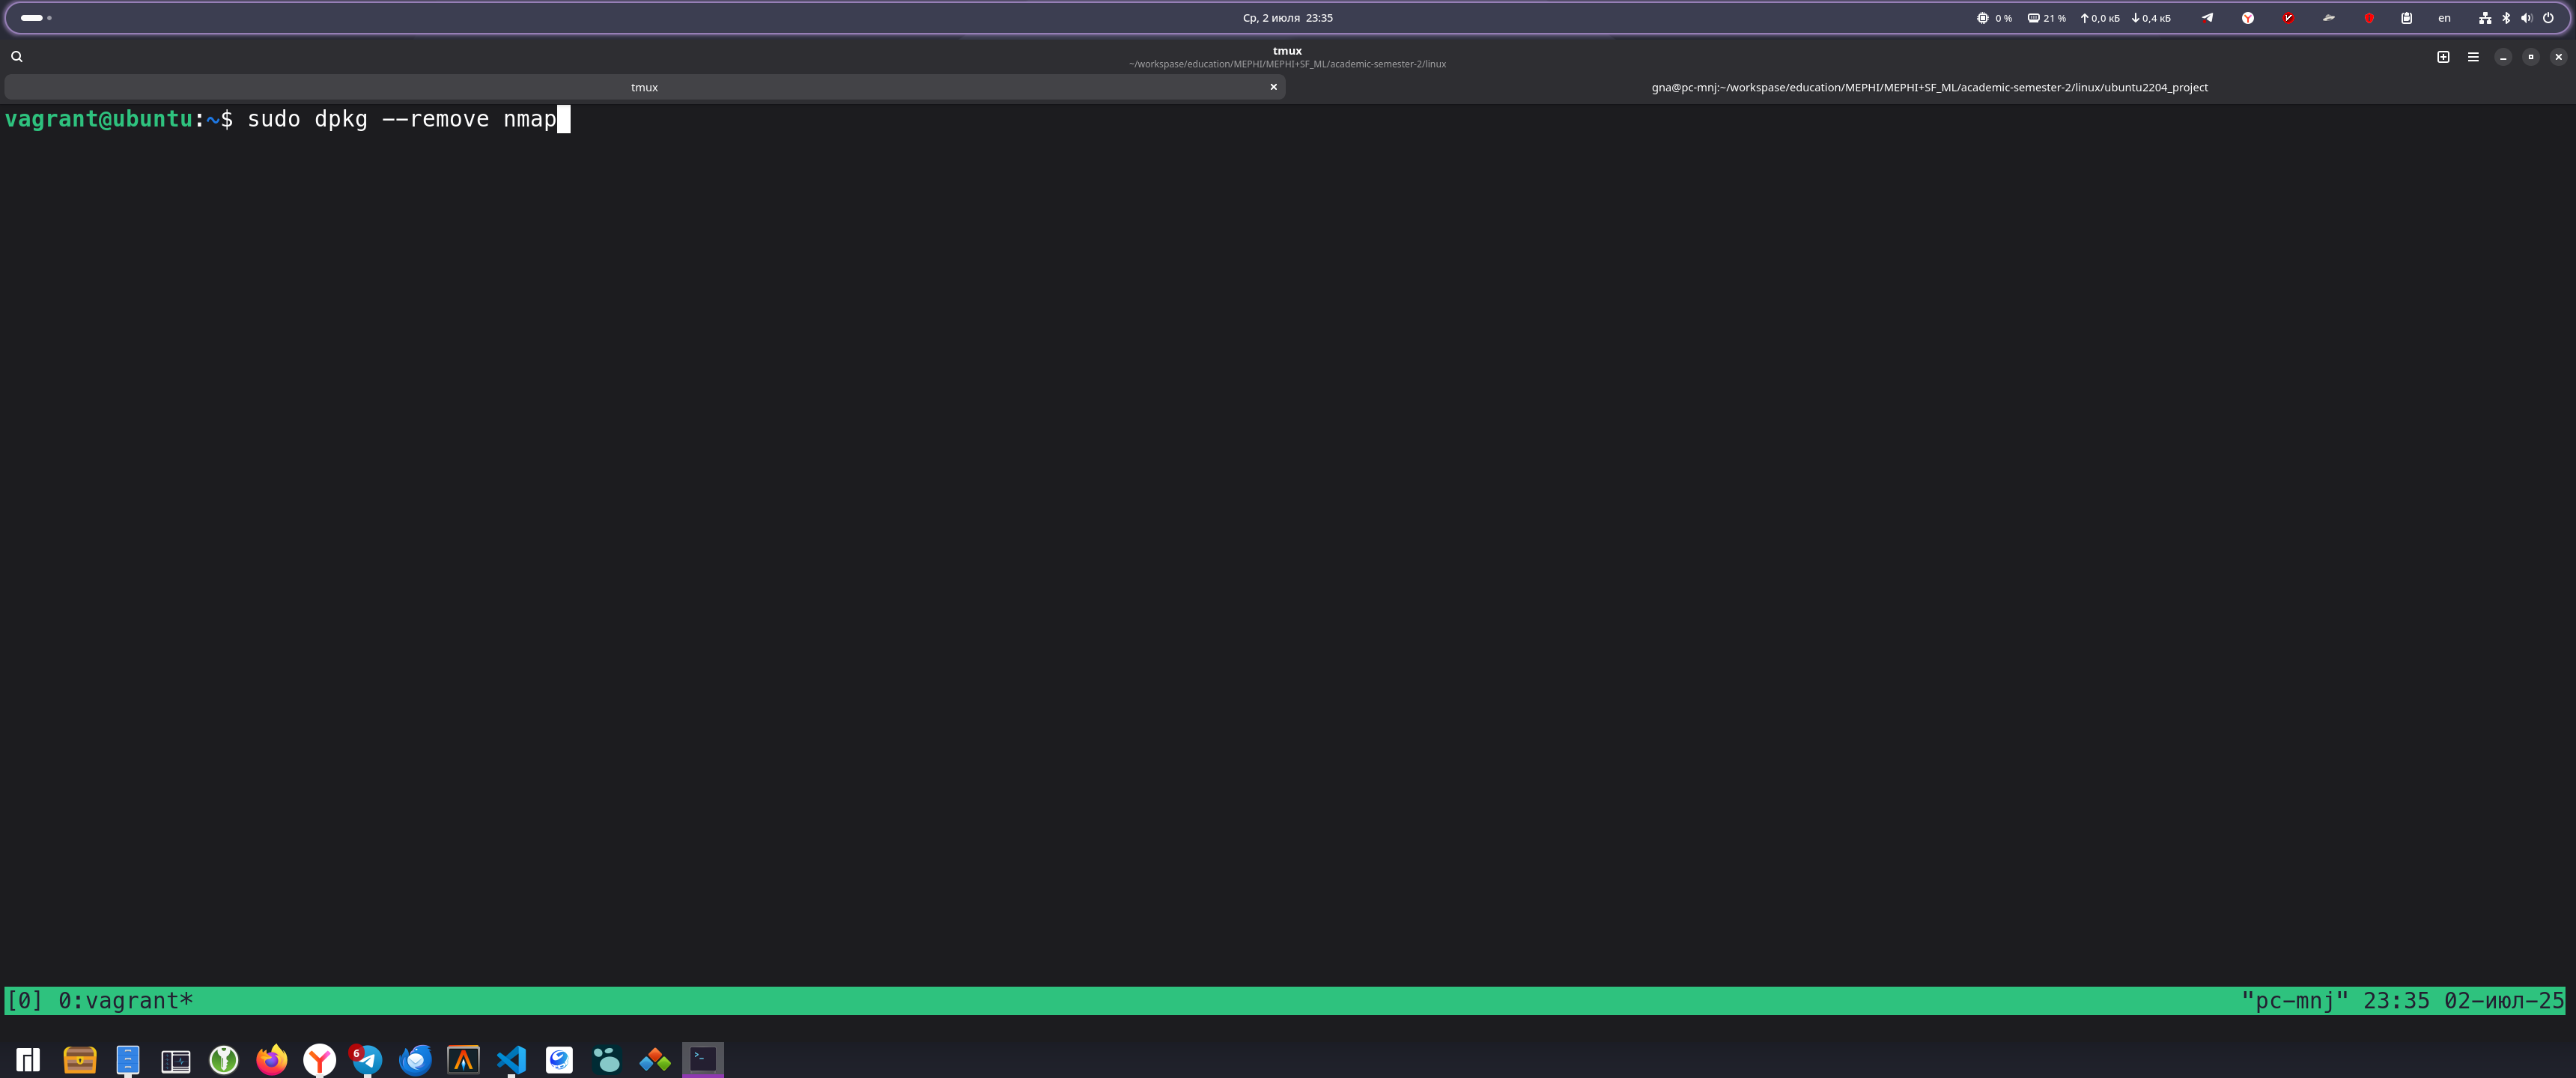 Ср, 2 июля 23:35
0 % 21 % 0,0 кБ 0,4 кБ en
tmux
~/workspase/education/MEPHI/MEPHI+SF_ML/academic-semester-2/linux
tmux
gna@pc-mnj:~/workspase/education/MEPHI/MEPHI+SF_ML/academic-semester-2/linux/ubuntu2204_project
vagrant@ubuntu:~$ sudo dpkg --remove nmap
[0] 0:vagrant* "pc-mnj" 23:35 02-июл-25
6